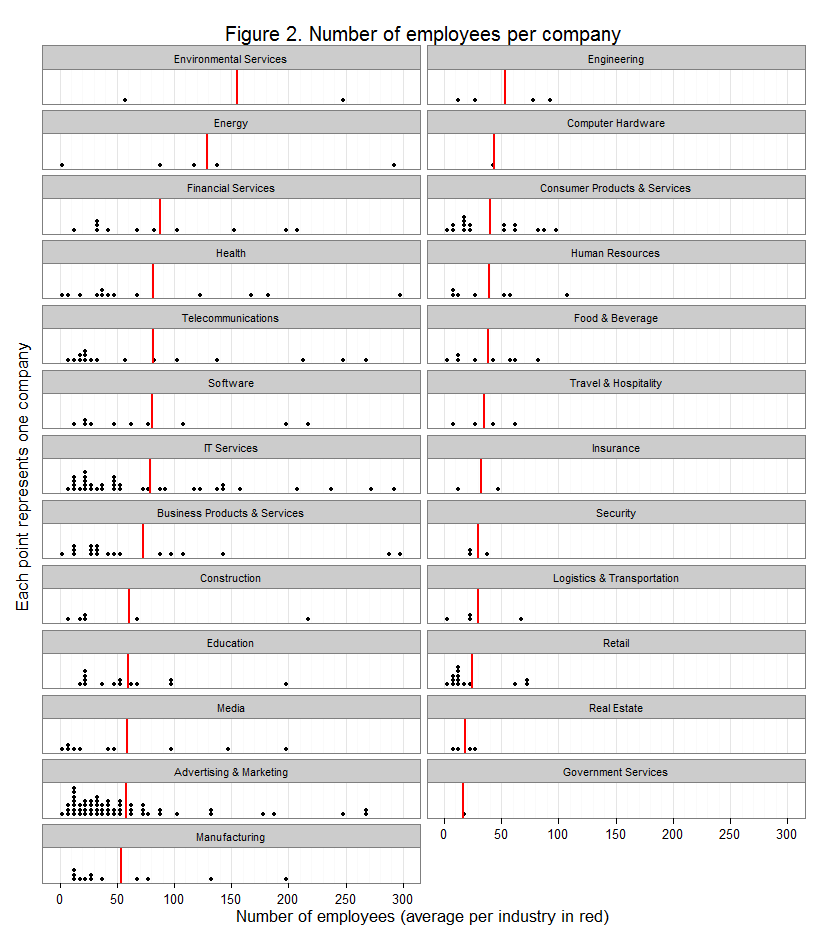 Figure 2. Number of employees per company
Each point represents one company
Environmental Services
Energy
Financial Services
Health
Telecommunications
Software
IT Services
Business Products & Services
Construction
Education
Media
Advertising & Marketing
Manufacturing
0 50 100 150 200 250 300
Engineering
Computer Hardware
Consumer Products & Services
Human Resources
Food & Beverage
Travel & Hospitality
Insurance
Security
Logistics & Transportation
Retail
Real Estate
Government Services
0 50 100 150 200 250 300
Number of employees (average per industry in red)